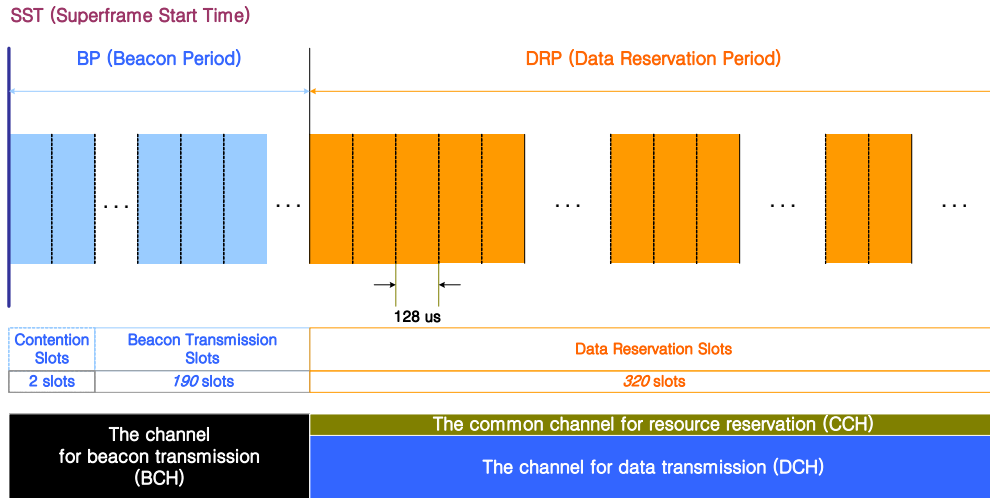 SST (Superframe Start Time)
BP (Beacon Period)
DRP (Data Reservation Period)
...
...
...
...
...
128 us
Contention
Slots
Beacon Transmission
Slots
Data Reservation Slots
2 slots
190 slots
320 slots
The channel
for beacon transmission
(BCH)
The common channel for resource reservation (CCH)
The channel for data transmission (DCH)